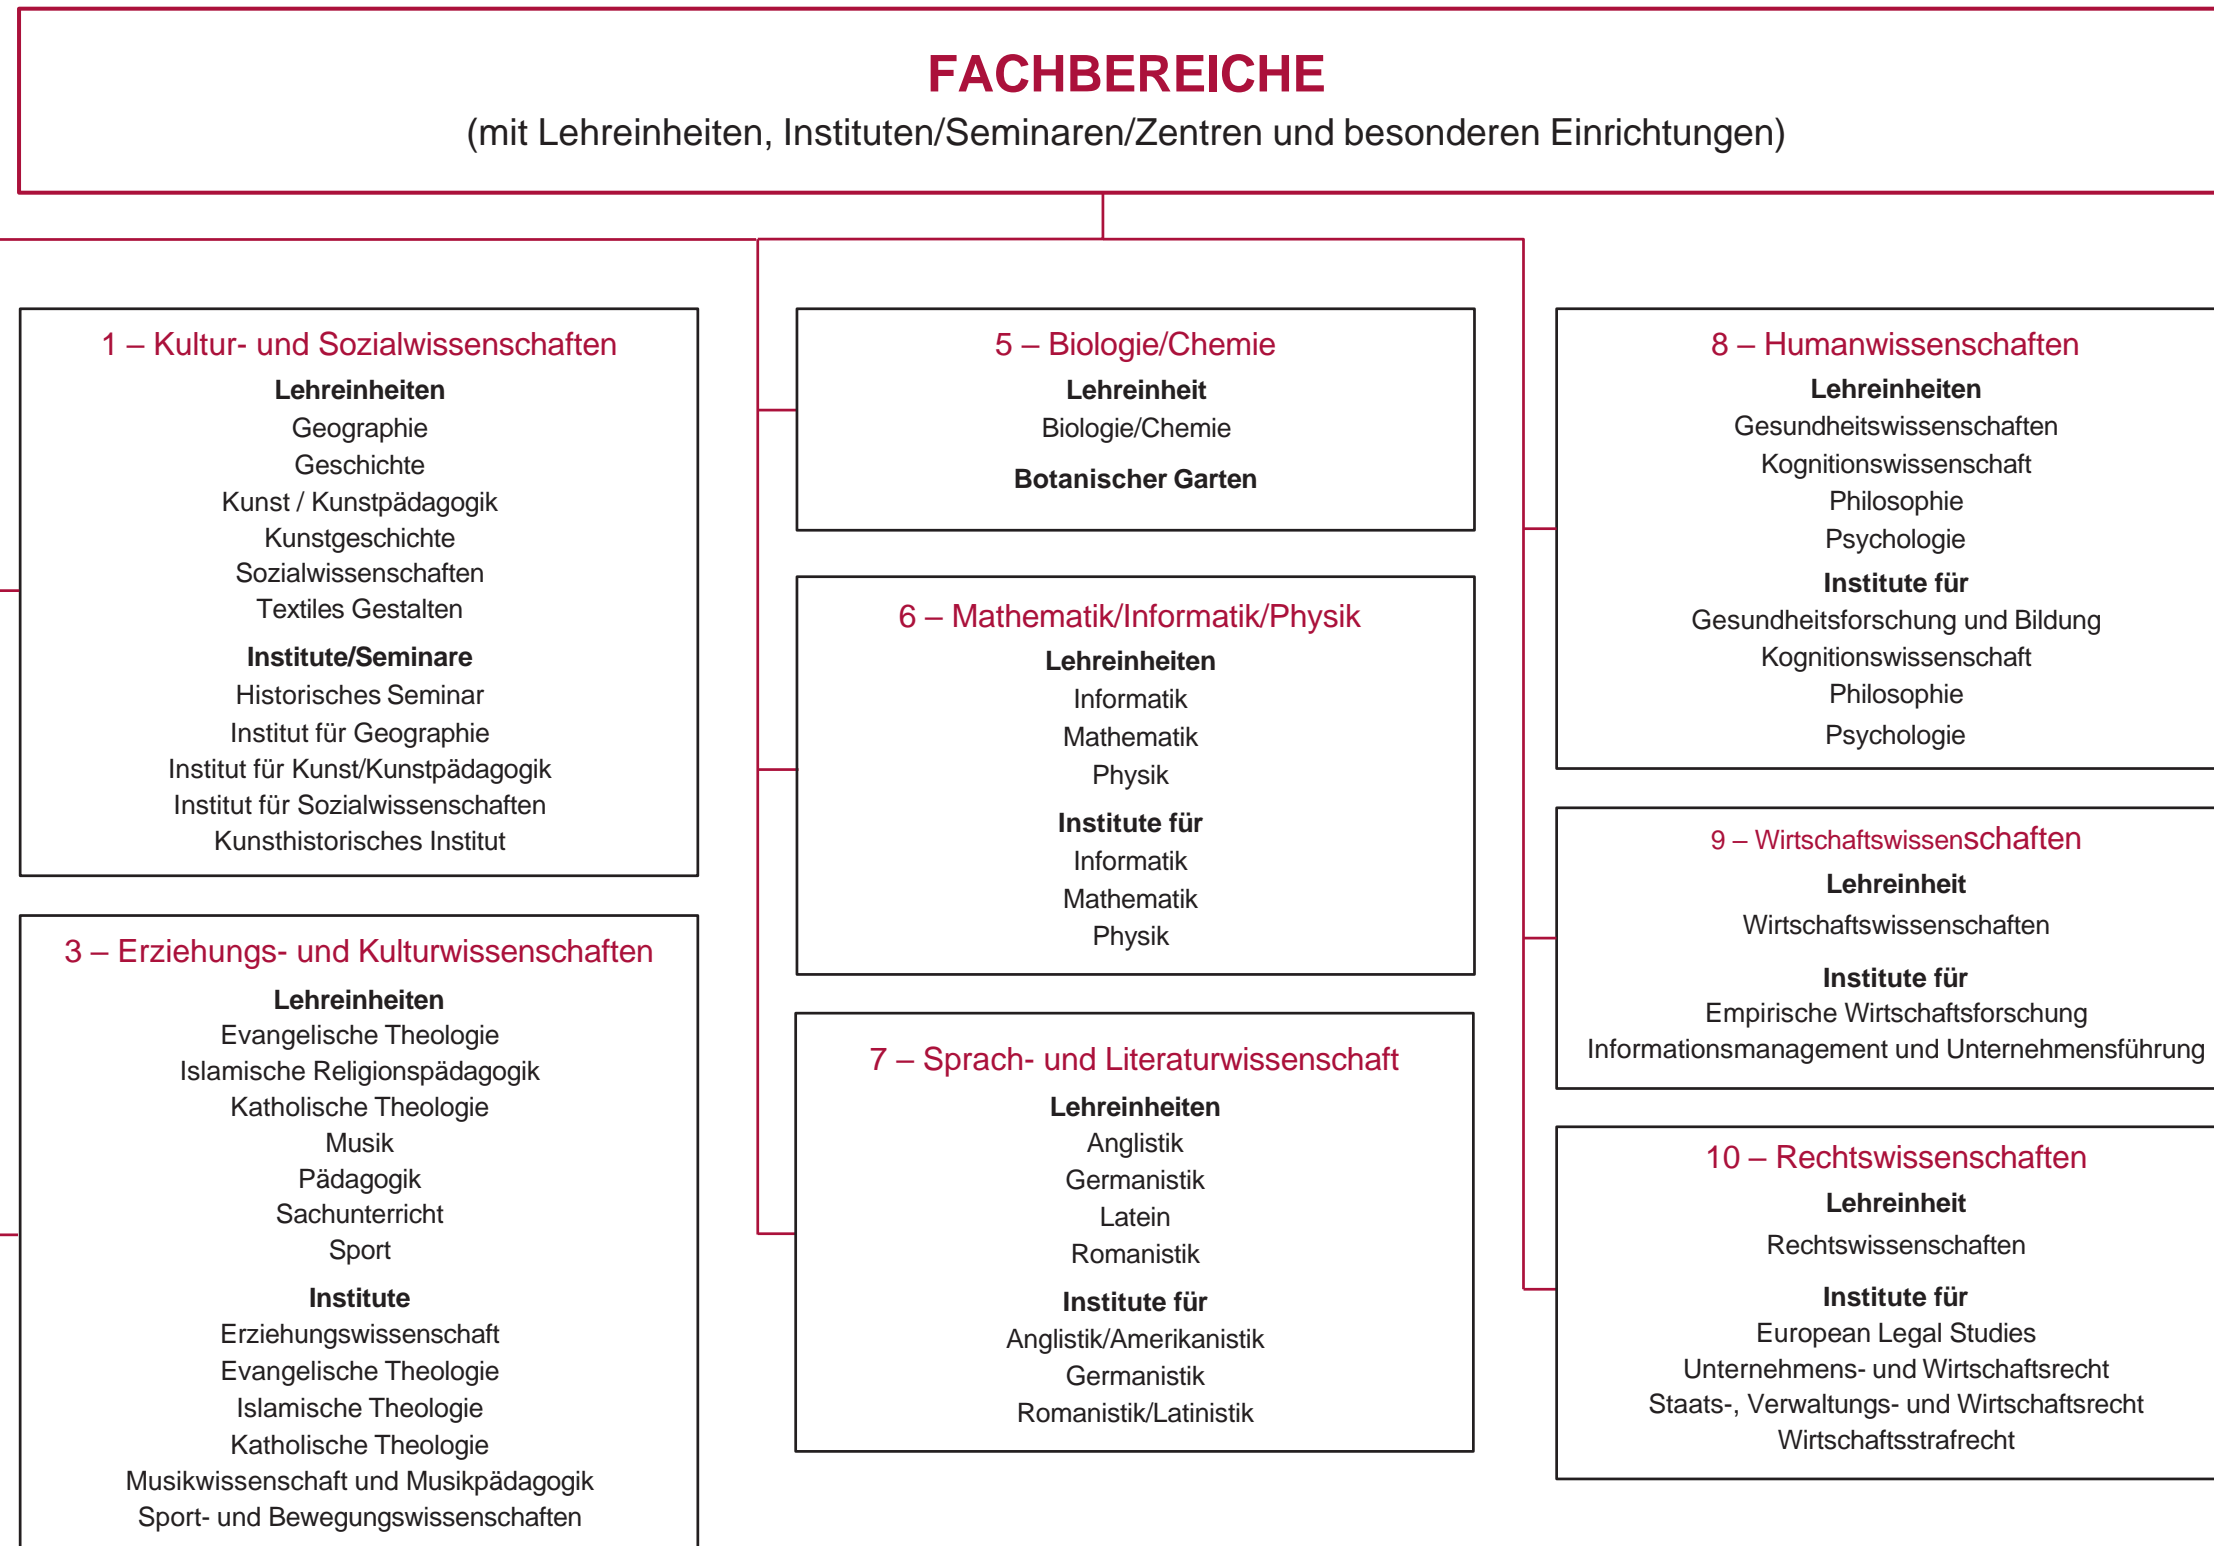 FACHBEREICHE
(mit Lehreinheiten, Instituten/Seminaren/Zentren und besonderen Einrichtungen)
1 – Kultur- und Sozialwissenschaften
Lehreinheiten
Geographie
Geschichte
Kunst / Kunstpädagogik
Kunstgeschichte
Sozialwissenschaften
Textiles Gestalten
Institute/Seminare
Historisches Seminar
Institut für Geographie
Institut für Kunst/Kunstpädagogik
Institut für Sozialwissenschaften
Kunsthistorisches Institut
3 – Erziehungs- und Kulturwissenschaften
Lehreinheiten
Evangelische Theologie
Islamische Religionspädagogik
Katholische Theologie
Musik
Pädagogik
Sachunterricht
Sport
Institute
Erziehungswissenschaft
Evangelische Theologie
Islamische Theologie
Katholische Theologie
Musikwissenschaft und Musikpädagogik
Sport- und Bewegungswissenschaften
5 – Biologie/Chemie
Lehreinheit
Biologie/Chemie
Botanischer Garten
6 – Mathematik/Informatik/Physik
Lehreinheiten
Informatik
Mathematik
Physik
Institute für
Informatik
Mathematik
Physik
7 – Sprach- und Literaturwissenschaft
Lehreinheiten
Anglistik
Germanistik
Latein
Romanistik
Institute für
Anglistik/Amerikanistik
Germanistik
Romanistik/Latinistik
8 – Humanwissenschaften
Lehreinheiten
Gesundheitswissenschaften
Kognitionswissenschaft
Philosophie
Psychologie
Institute für
Gesundheitsforschung und Bildung
Kognitionswissenschaft
Philosophie
Psychologie
9 – Wirtschaftswissenschaften
Lehreinheit
Wirtschaftswissenschaften
Institute für
Empirische Wirtschaftsforschung
Informationsmanagement und Unternehmensführung
10 – Rechtswissenschaften
Lehreinheit
Rechtswissenschaften
Institute für
European Legal Studies
Unternehmens- und Wirtschaftsrecht
Staats-, Verwaltungs- und Wirtschaftsrecht
Wirtschaftsstrafrecht